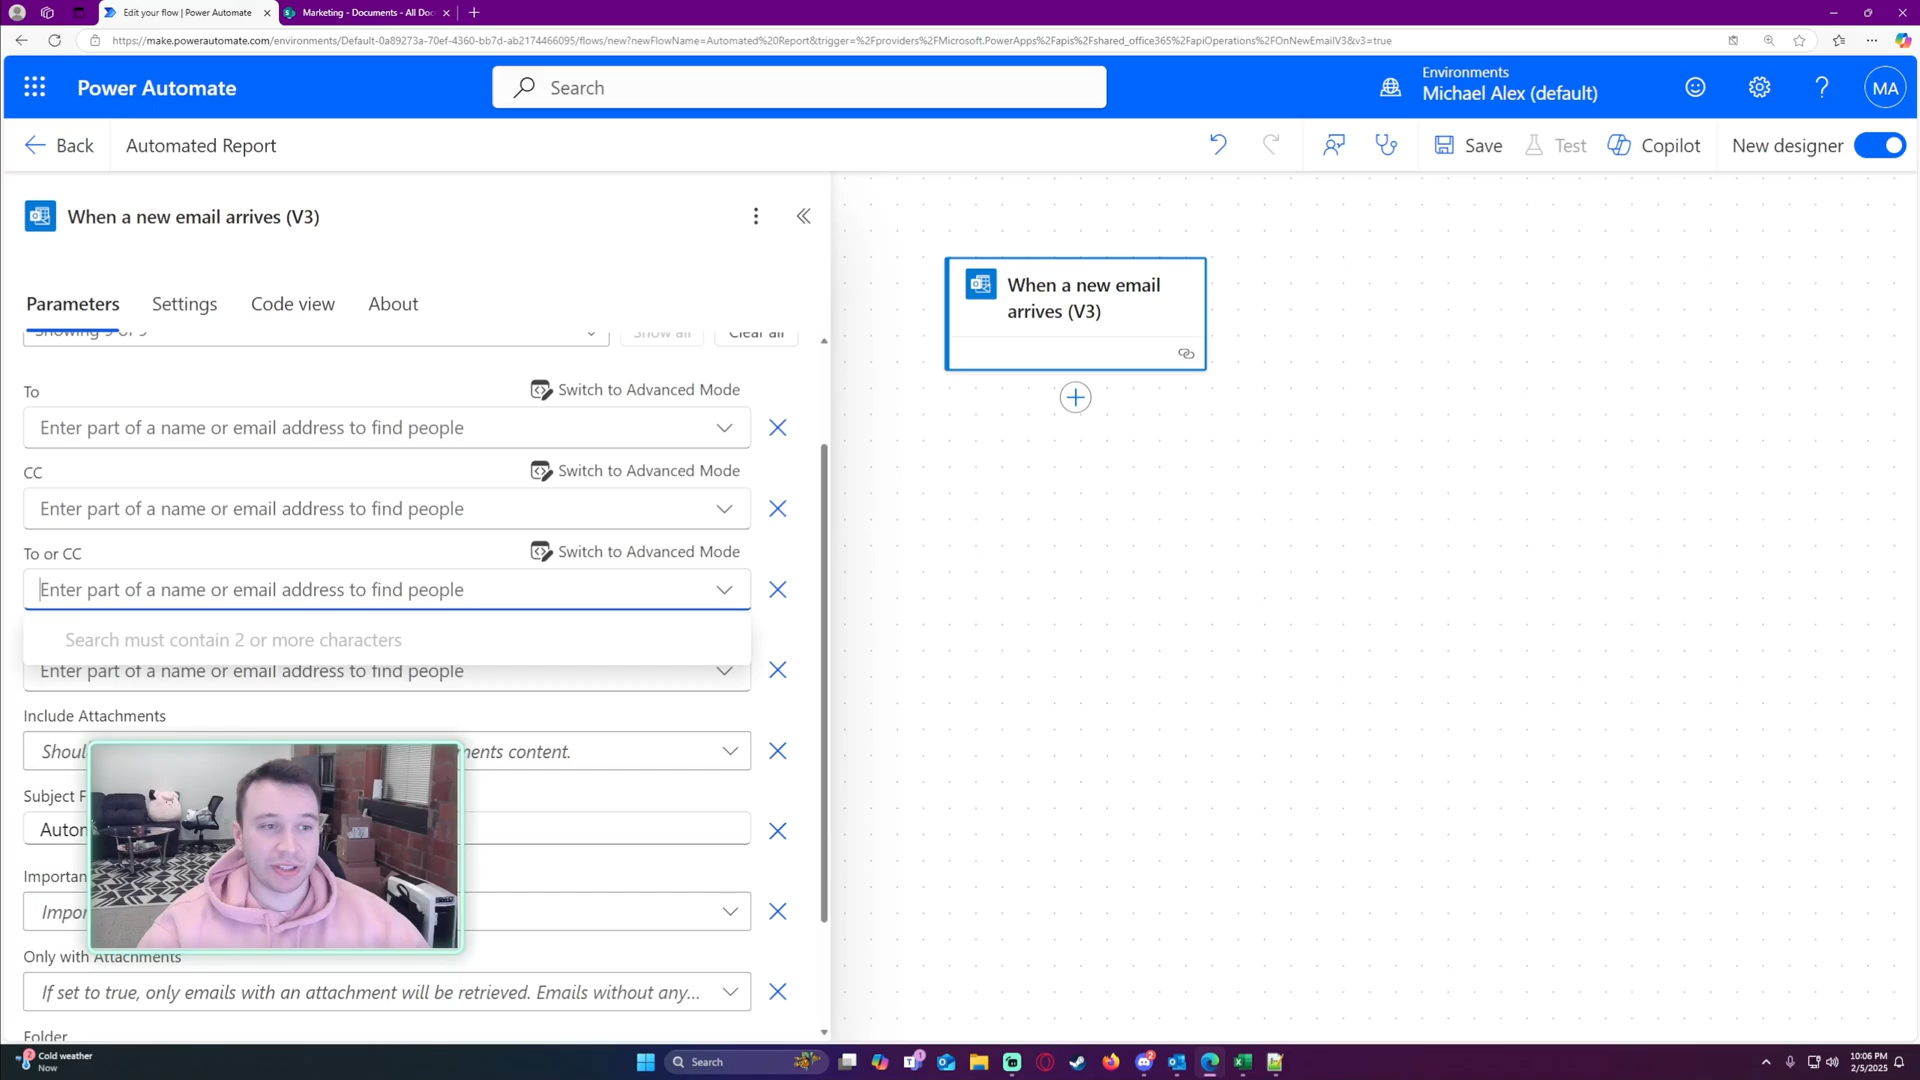 Edit your flow | Power Automate
Marketing - Documents - All Doc
https://make.powerautomate.com/environments/Default-0a89273a-70ef-4360-bb7d-ab2174466095/flows/new?newFlowName=Automated%20Report&trigger=%2Fproviders%2FMicrosoft.PowerApps%2Fapis%2Fshared_office365%2FapiOperations%2FOnNewEmailV3&v3=true
Power Automate
Search
Environments
Michael Alex (default)
MA
Back
Automated Report
Save
Test
Copilot
New designer
When a new email arrives (V3)
Parameters
Settings
Code view
About
Show all
Clear all
To
Switch to Advanced Mode
Enter part of a name or email address to find people
CC
Switch to Advanced Mode
Enter part of a name or email address to find people
To or CC
Switch to Advanced Mode
Enter part of a name or email address to find people
Search must contain 2 or more characters
Enter part of a name or email address to find people
Include Attachments
content.
Subject
Only with Attachments
If set to true, only emails with an attachment will be retrieved. Emails without any...
Folder
When a new email
arrives (V3)
Cold weather
Now
Search
10:06 PM
2/5/2025